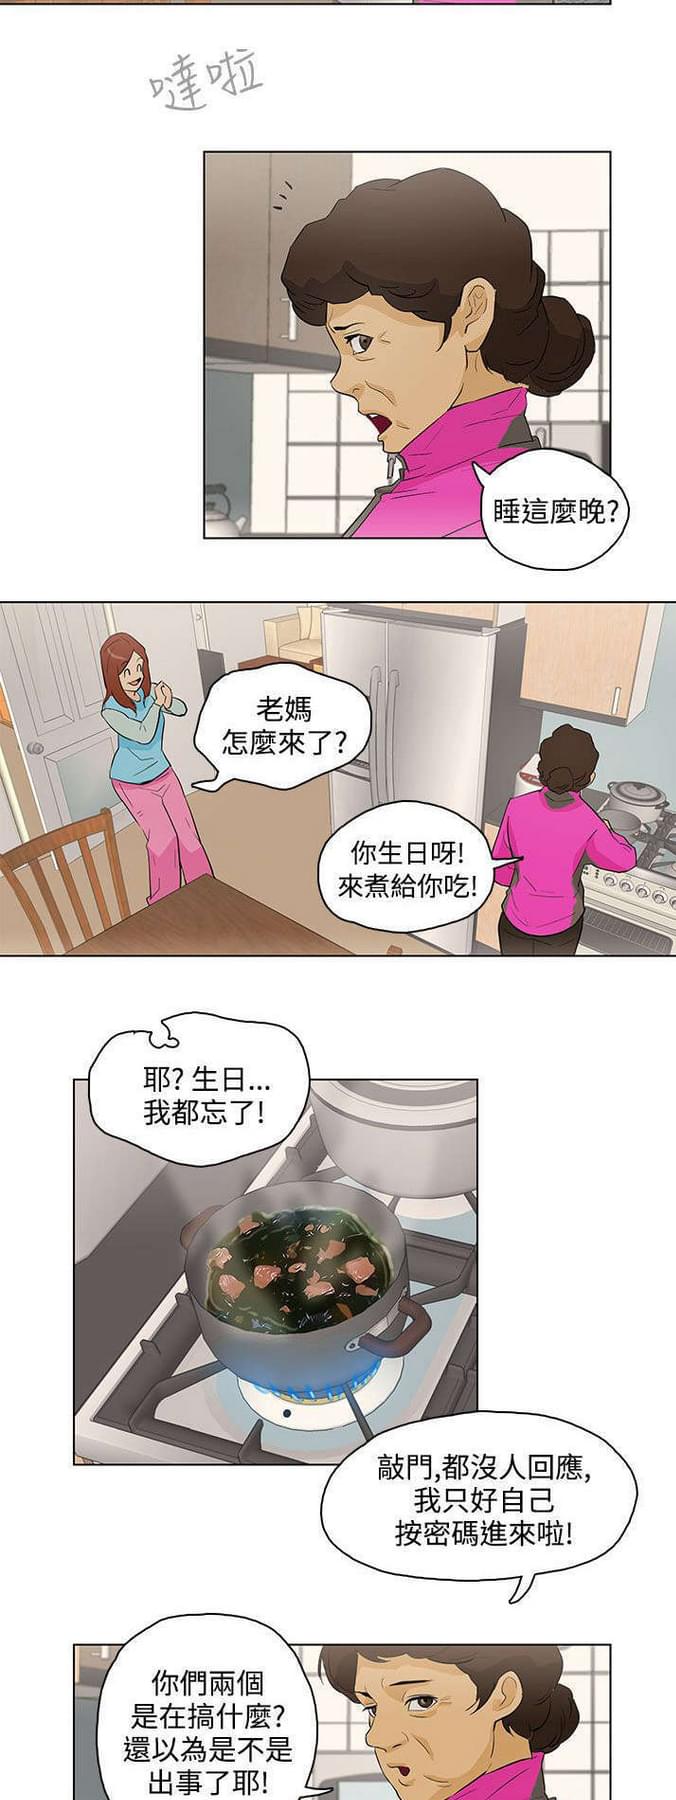 噠啦
睡這麼晚?
老媽
怎麼來了?
你生日呀!
來煮給你吃!
耶? 生日...
我都忘了!
敲門,都沒人回應,
我只好自己
按密碼進來啦!
你們兩個
是在搞什麼?
還以為是不是
出事了耶!